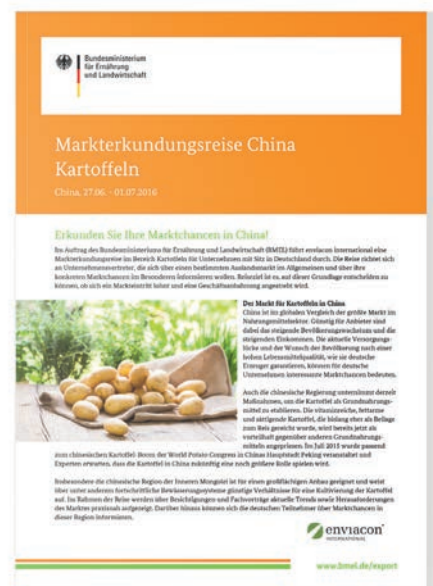 Bundesministerium
für Ernährung
und Landwirtschaft
Markterkundungsreise China
Kartoffeln
China, 27.06. – 01.07.2016
Erkunden Sie Ihre Marktchancen in China!
Im Auftrag des Bundesministeriums für Ernährung und Landwirtschaft (BMEL) führt enviacon international eine
Markterkundungsreise im Bereich Kartoffeln für Unternehmen mit Sitz in Deutschland durch. Die Reise richtet sich
an Unternehmensvertreter, die sich über einen bestimmten Auslandsmarkt im Allgemeinen und über ihre
konkreten Marktchancen im Besonderen informieren wollen. Reiseziel ist es, auf dieser Grundlage entscheiden zu
können, ob sich ein Markteintritt lohnt und eine Geschäftsanbahnung angestrebt wird.
Der Markt für Kartoffeln in China
China ist im globalen Vergleich der größte Markt im
Nahrungsmittelsektor. Günstig für Anbieter sind
dabei das steigende Bevölkerungswachstum und die
steigenden Einkommen. Die aktuelle Versorgungs-
lücke und der Wunsch der Bevölkerung nach einer
hohen Lebensmittelqualität, wie sie deutsche
Erzeuger garantieren, können für deutsche
Unternehmen interessante Marktchancen bedeuten.
Auch die chinesische Regierung unternimmt derzeit
Maßnahmen, um die Kartoffel als Grundnahrungs-
mittel zu etablieren. Die vitaminreiche, fettarme
und sättigende Kartoffel, die bislang eher als Beilage
zum Reis gereicht wurde, wird bereits jetzt als
vorteilhaft gegenüber anderen Grundnahrungs-
mitteln angepriesen. Im Juli 2015 wurde passend
zum chinesischen Kartoffel-Boom der World Potato Congress in Chinas Hauptstadt Peking veranstaltet und
Experten erwarten, dass die Kartoffel in China zukünftig eine noch größere Rolle spielen wird.
Insbesondere die chinesische Region der Inneren Mongolei ist für einen großflächigen Anbau geeignet und weist
über unter anderem fortschrittliche Bewässerungssysteme günstige Verhältnisse für eine Kultivierung der Kartoffel
auf. Im Rahmen der Reise werden über Besichtigungen und Fachvorträge aktuelle Trends sowie Herausforderungen
des Marktes praxisnah aufgezeigt. Darüber hinaus können sich die deutschen Teilnehmer über Marktchancen in
dieser Region informieren.
enviacon
INTERNATIONAL
www.bmel.de/export